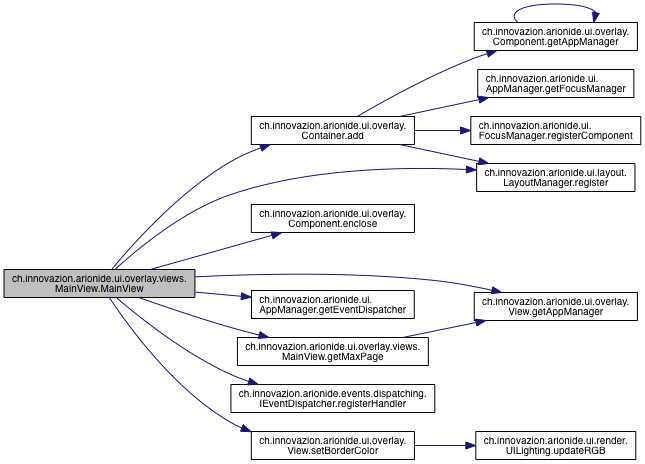 ch.innovazion.arionide.ui.overlay.
Component.getAppManager
ch.innovazion.arionide.ui.
AppManager.getFocusManager
ch.innovazion.arionide.ui.overlay.
Container.add
ch.innovazion.arionide.ui.
FocusManager.registerComponent
ch.innovazion.arionide.ui.layout.
LayoutManager.register
ch.innovazion.arionide.ui.overlay.
Component.enclose
ch.innovazion.arionide.ui.overlay.views.
MainView.MainView
ch.innovazion.arionide.ui.
AppManager.getEventDispatcher
ch.innovazion.arionide.ui.overlay.
View.getAppManager
ch.innovazion.arionide.ui.overlay.views.
MainView.getMaxPage
ch.innovazion.arionide.events.dispatching.
IEventDispatcher.registerHandler
ch.innovazion.arionide.ui.overlay.
View.setBorderColor
ch.innovazion.arionide.ui.render.
UILighting.updateRGB